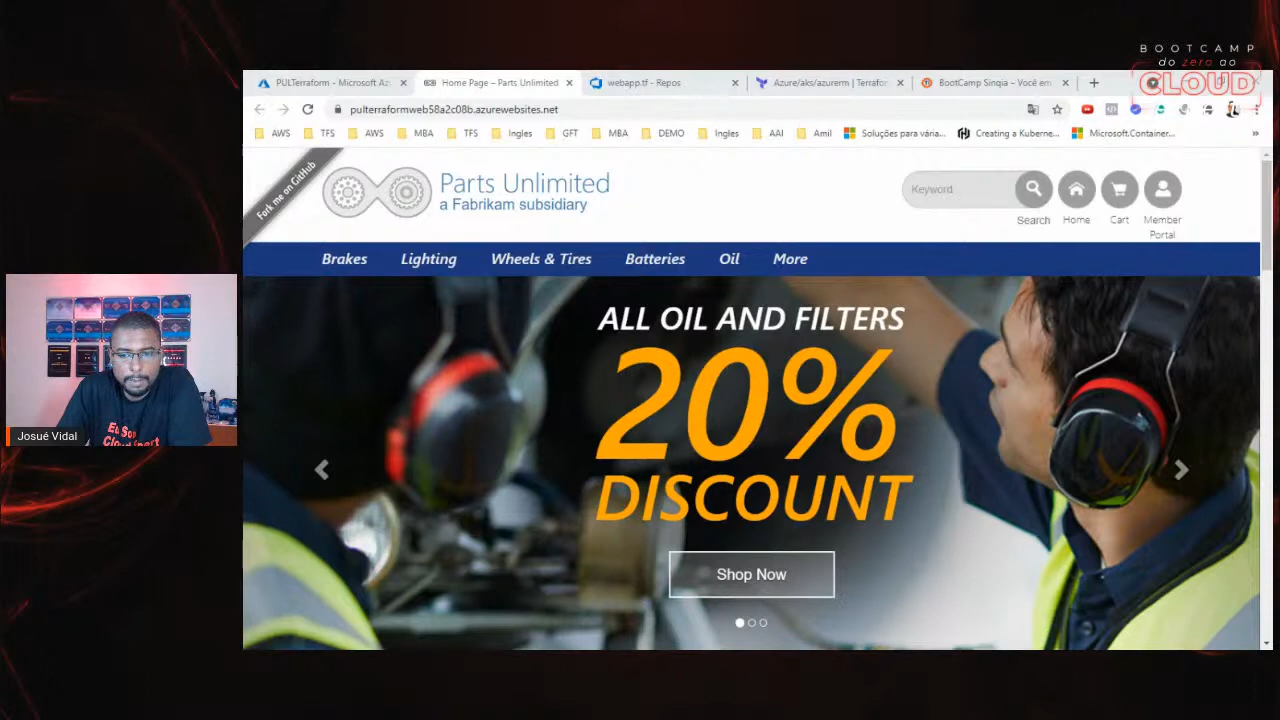 BOOTCAMP
do zero ao
CLOUD
PULTerraform - Microsoft Az
Home Page – Parts Unlimited
webapp.tf - Repos
Azure/aks/azurerm | Terrafor
BootCamp Sinqia – Você em
pulterraformweb58a2c08b.azurewebsites.net
AWS
TFS
AWS
MBA
TFS
Ingles
GFT
MBA
DEMO
Ingles
AAI
Amil
Soluções para vária...
Creating a Kuberne...
Microsoft.Container...
Fork me on GitHub
Parts Unlimited
a Fabrikam subsidiary
Keyword
Search
Home
Cart
Member
Portal
Brakes
Lighting
Wheels & Tires
Batteries
Oil
More
ALL OIL AND FILTERS
20%
DISCOUNT
Shop Now
Josué Vidal